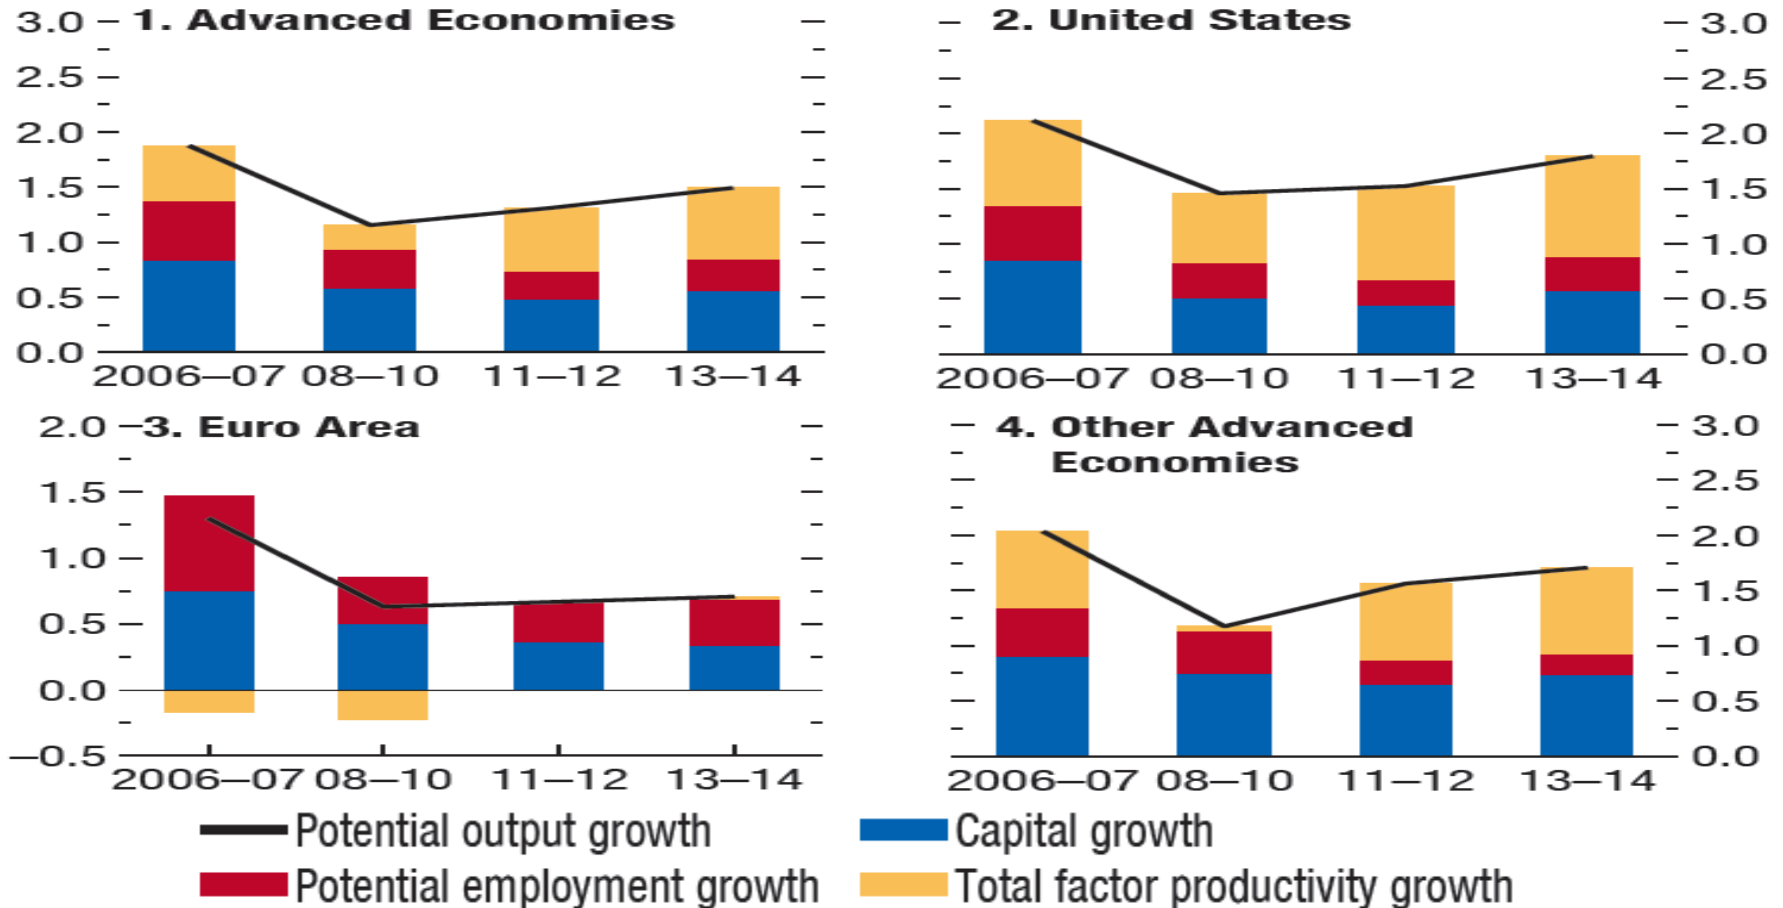 1. Advanced Economies
3.0
2.5
2.0
1.5
1.0
0.5
0.0
2006–07 08–10 11–12 13–14
2. United States
3.0
2.5
2.0
1.5
1.0
0.5
0.0
2006–07 08–10 11–12 13–14
3. Euro Area
2.0
1.5
1.0
0.5
0.0
–0.5
2006–07 08–10 11–12 13–14
4. Other Advanced
Economies
3.0
2.5
2.0
1.5
1.0
0.5
0.0
2006–07 08–10 11–12 13–14
Potential output growth
Capital growth
Potential employment growth
Total factor productivity growth